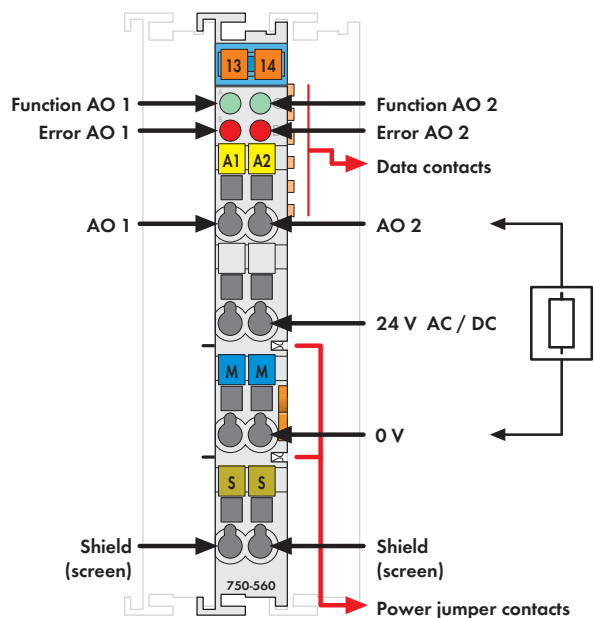 13 14
Function AO 1
Function AO 2
Error AO 1
Error AO 2
A1 A2
Data contacts
AO 1
AO 2
24 V AC / DC
M M
0 V
S S
Shield
(screen)
Shield
(screen)
750-560
Power jumper contacts